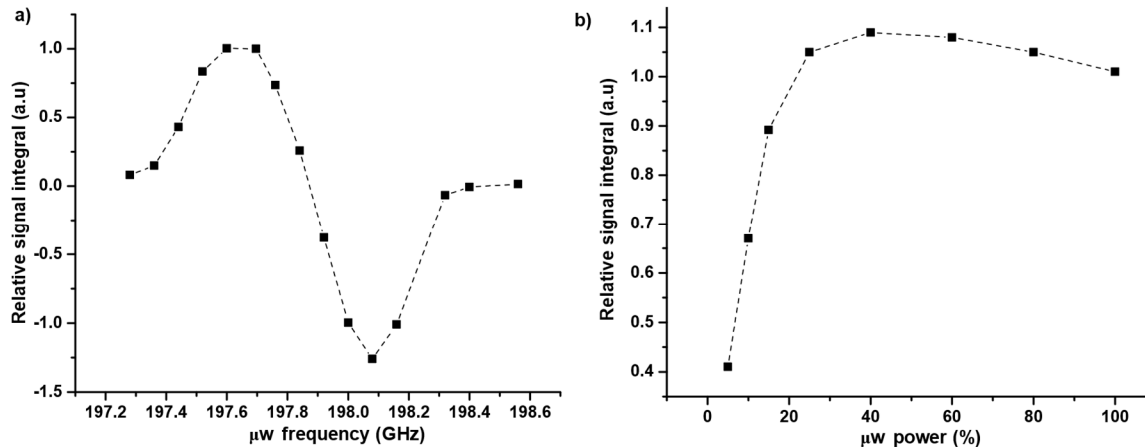 a)
Relative signal integral (a.u)
1.0
0.5
0.0
-0.5
-1.0
-1.5
197.2 197.4 197.6 197.8 198.0 198.2 198.4 198.6
μw frequency (GHz)
b)
Relative signal integral (a.u)
1.1
1.0
0.9
0.8
0.7
0.6
0.5
0.4
0 20 40 60 80 100
μw power (%)